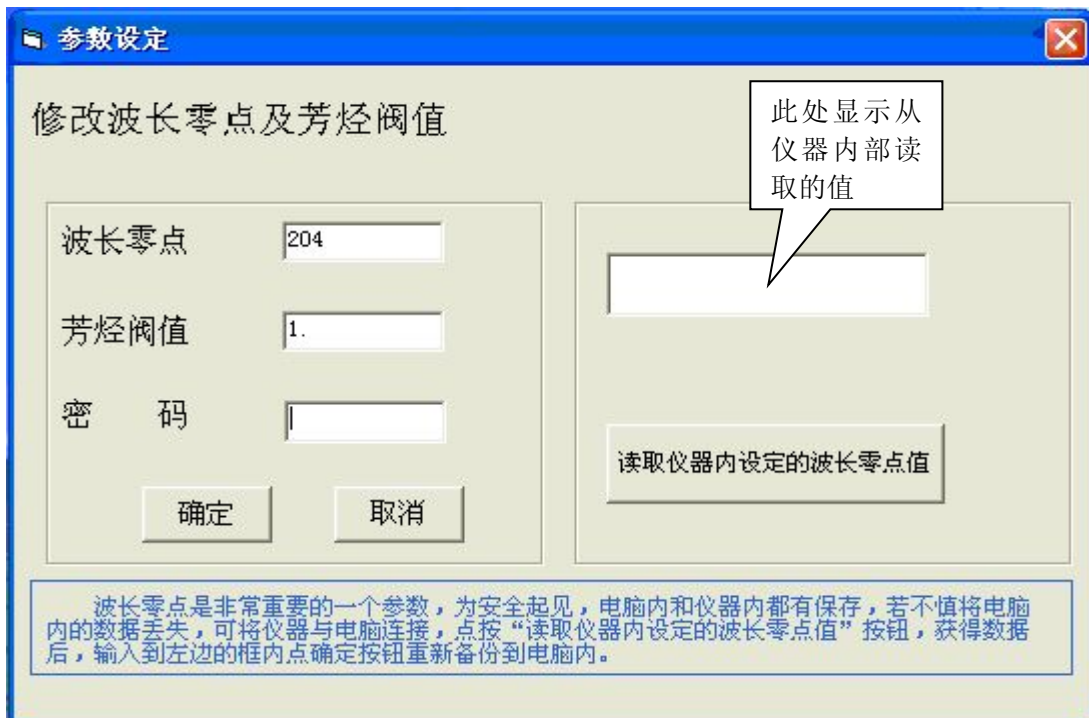 参数设定
修改波长零点及芳烃阀值
此处显示从
仪器内部读
取的值
波长零点
204
芳烃阀值
1.
密 码
确定
取消
读取仪器内设定的波长零点值
波长零点是非常重要的一个参数，为安全起见，电脑内和仪器内都有保存，若不慎将电脑
内的数据丢失，可将仪器与电脑连接，点按“读取仪器内设定的波长零点值”按钮，获得数据
后，输入到左边的框内点确定按钮重新备份到电脑内。